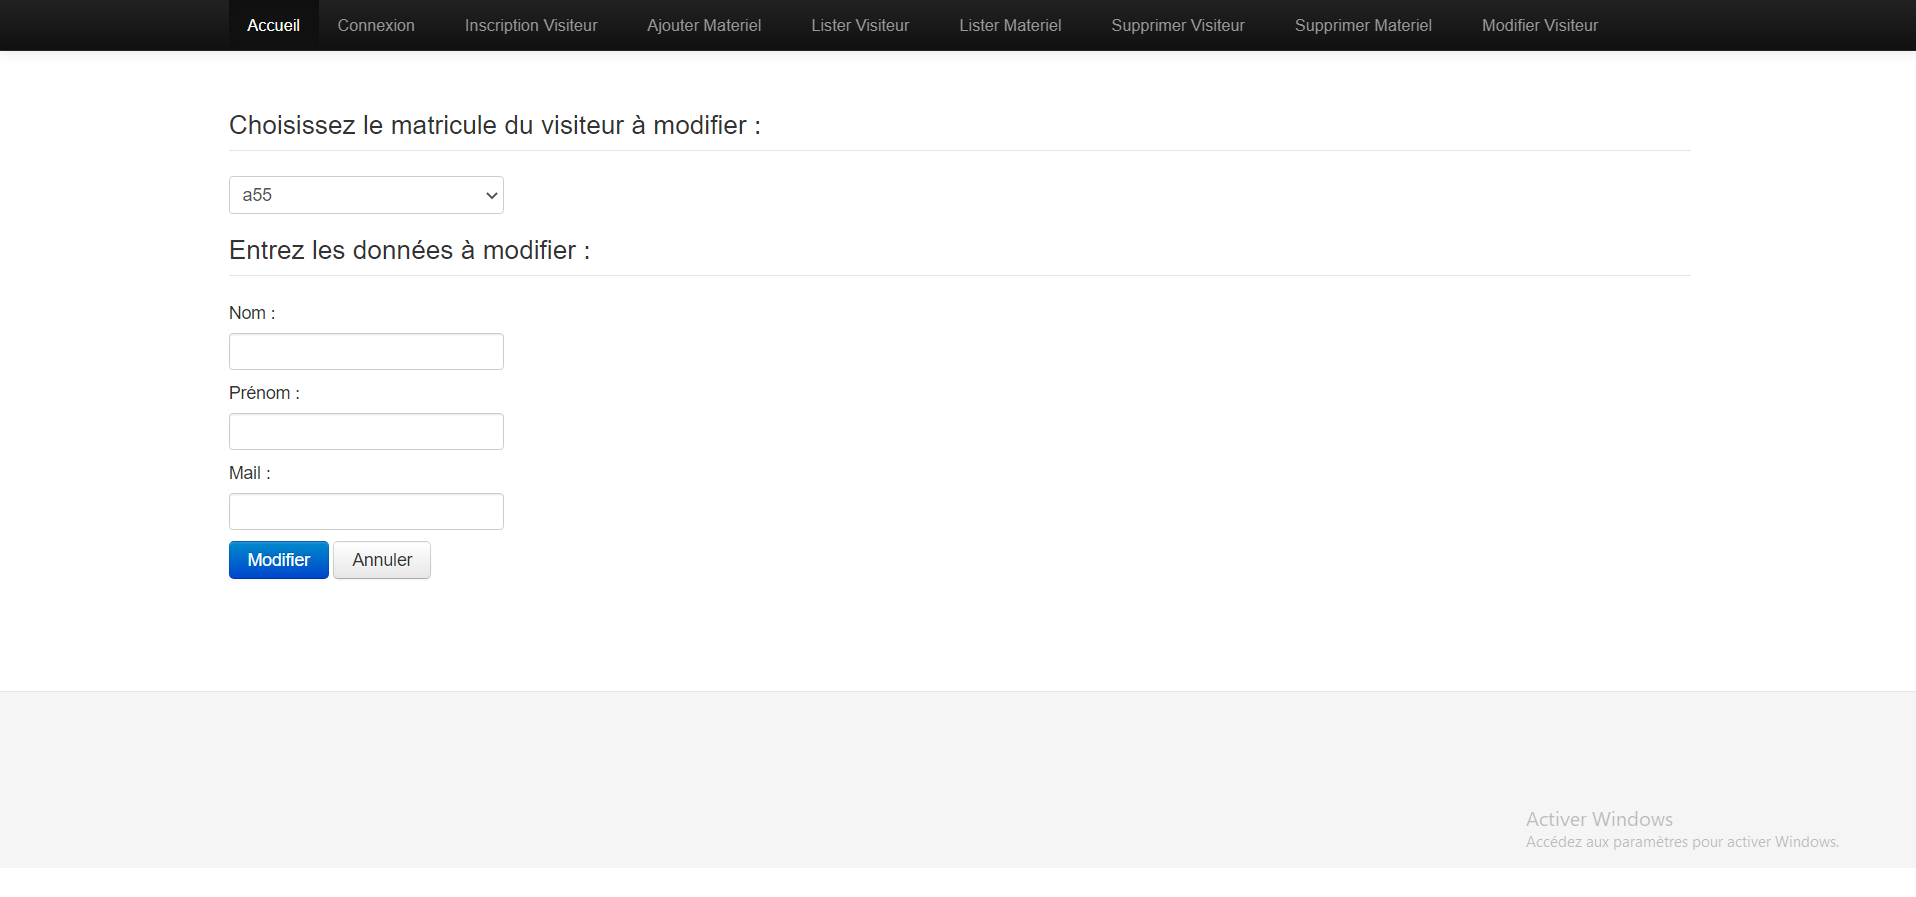 Accueil Connexion Inscription Visiteur Ajouter Materiel Lister Visiteur Lister Materiel Supprimer Visiteur Supprimer Materiel Modifier Visiteur
Choisissez le matricule du visiteur à modifier :
a55
Entrez les données à modifier :
Nom :
Prénom :
Mail :
Modifier Annuler
Activer Windows
Accédez aux paramètres pour activer Windows.